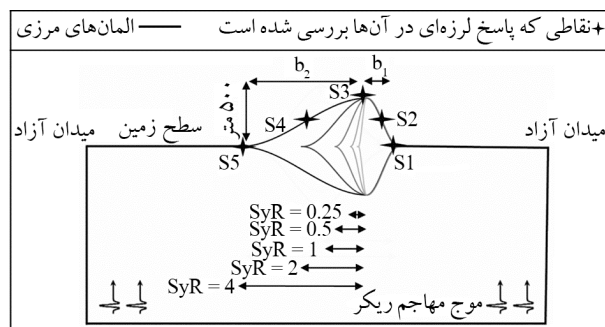 ✦نقاطی که پاسخ لرزه‌ای در آن‌ها بررسی شده است —— المان‌های مرزی
b₂ b₁
S3
۵۰۰ متر
S4 S2
میدان آزاد سطح زمین میدان آزاد
S5 S1
SyR = 0.25
SyR = 0.5
SyR = 1
SyR = 2
SyR = 4
موج مهاجم ریکر